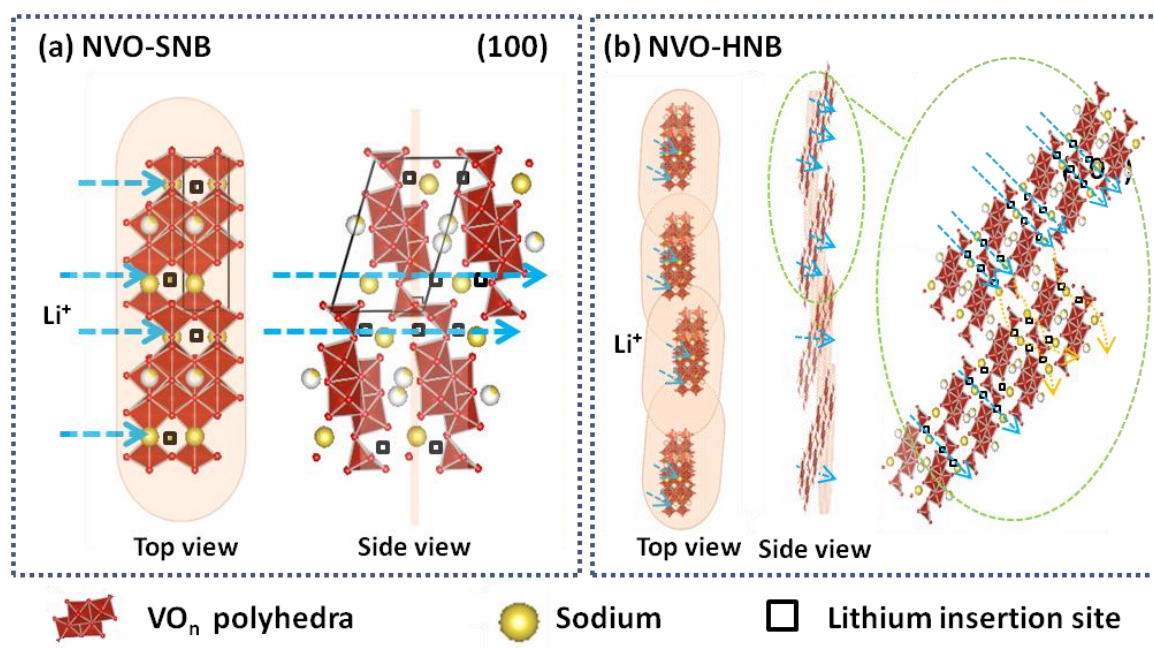 (a) NVO-SNB (100)
Li⁺
Top view Side view
(b) NVO-HNB
Li⁺
Top view Side view
VOₙ polyhedra Sodium Lithium insertion site